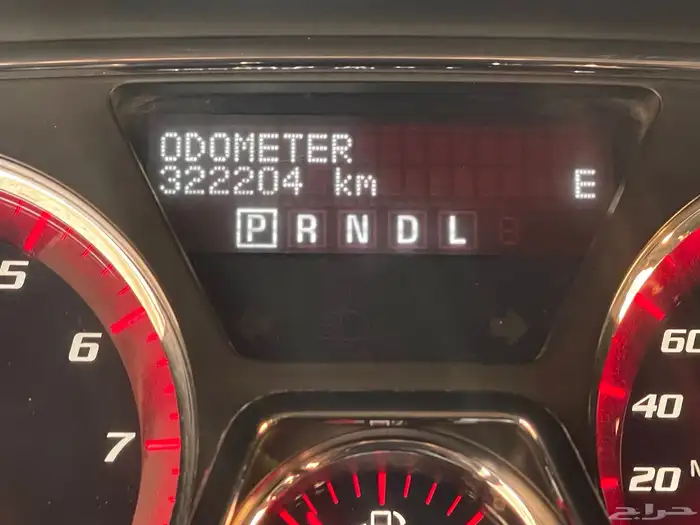 ODOMETER
322204 km
E
P R N D L
5
6
7
60
40
20
M
حراج